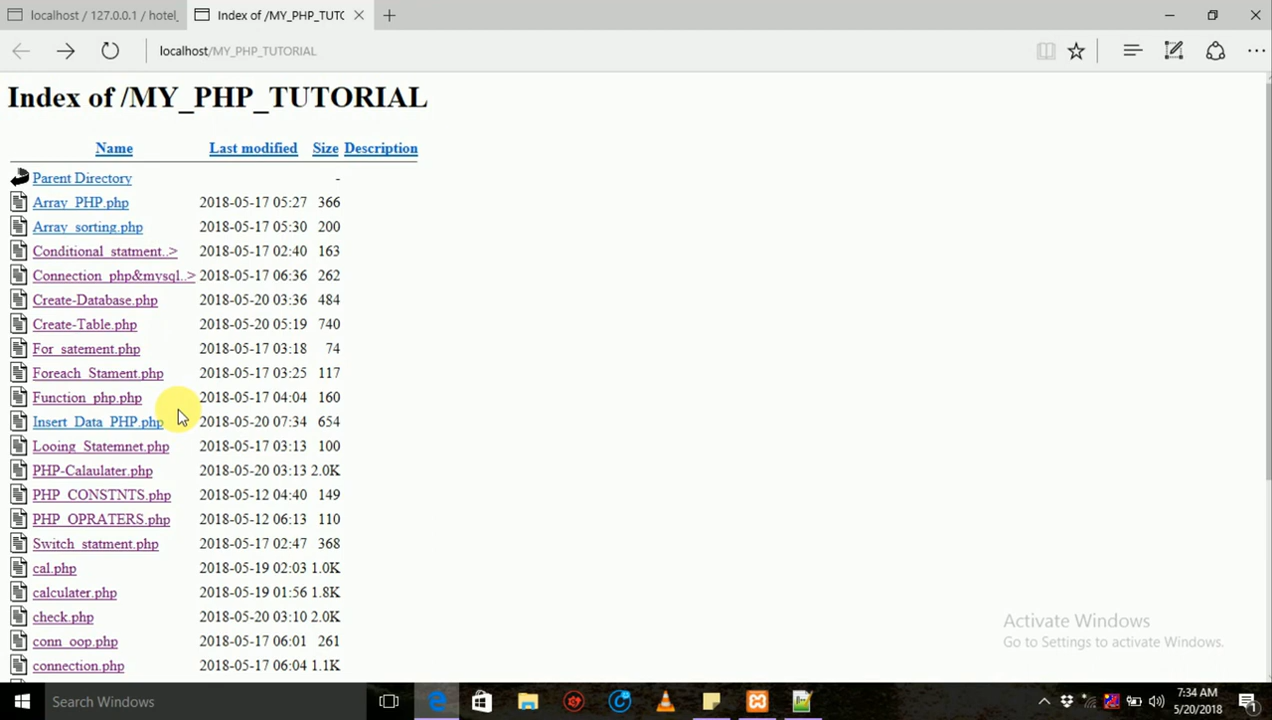 localhost / 127.0.0.1 / hotel_
Index of /MY_PHP_TUTO
localhost/MY_PHP_TUTORIAL
Index of /MY_PHP_TUTORIAL
Name Last modified Size Description
Parent Directory -
Array_PHP.php 2018-05-17 05:27 366
Array_sorting.php 2018-05-17 05:30 200
Conditional_statment..> 2018-05-17 02:40 163
Connection_php&mysql..> 2018-05-17 06:36 262
Create-Database.php 2018-05-20 03:36 484
Create-Table.php 2018-05-20 05:19 740
For_satement.php 2018-05-17 03:18 74
Foreach_Stament.php 2018-05-17 03:25 117
Function_php.php 2018-05-17 04:04 160
Insert_Data_PHP.php 2018-05-20 07:34 654
Looing_Statemnet.php 2018-05-17 03:13 100
PHP-Calaulater.php 2018-05-20 03:13 2.0K
PHP_CONSTNTS.php 2018-05-12 04:40 149
PHP_OPRATERS.php 2018-05-12 06:13 110
Switch_statment.php 2018-05-17 02:47 368
cal.php 2018-05-19 02:03 1.0K
calculater.php 2018-05-19 01:56 1.8K
check.php 2018-05-20 03:10 2.0K
conn_oop.php 2018-05-17 06:01 261
connection.php 2018-05-17 06:04 1.1K
Activate Windows
Go to Settings to activate Windows.
Search Windows
7:34 AM
5/20/2018